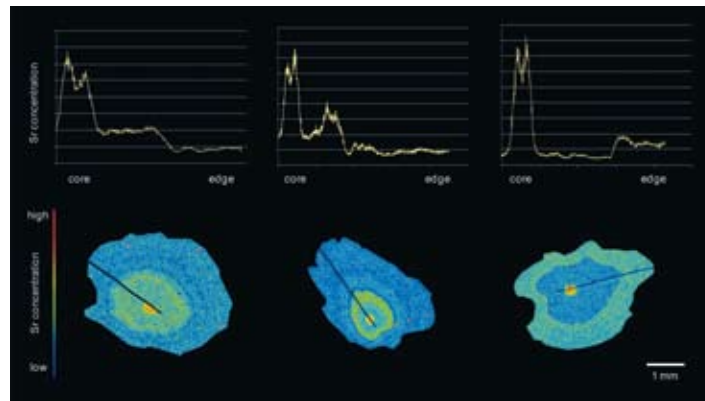 Sr concentration
core edge
core edge
core edge
high
Sr concentration
low
1 mm